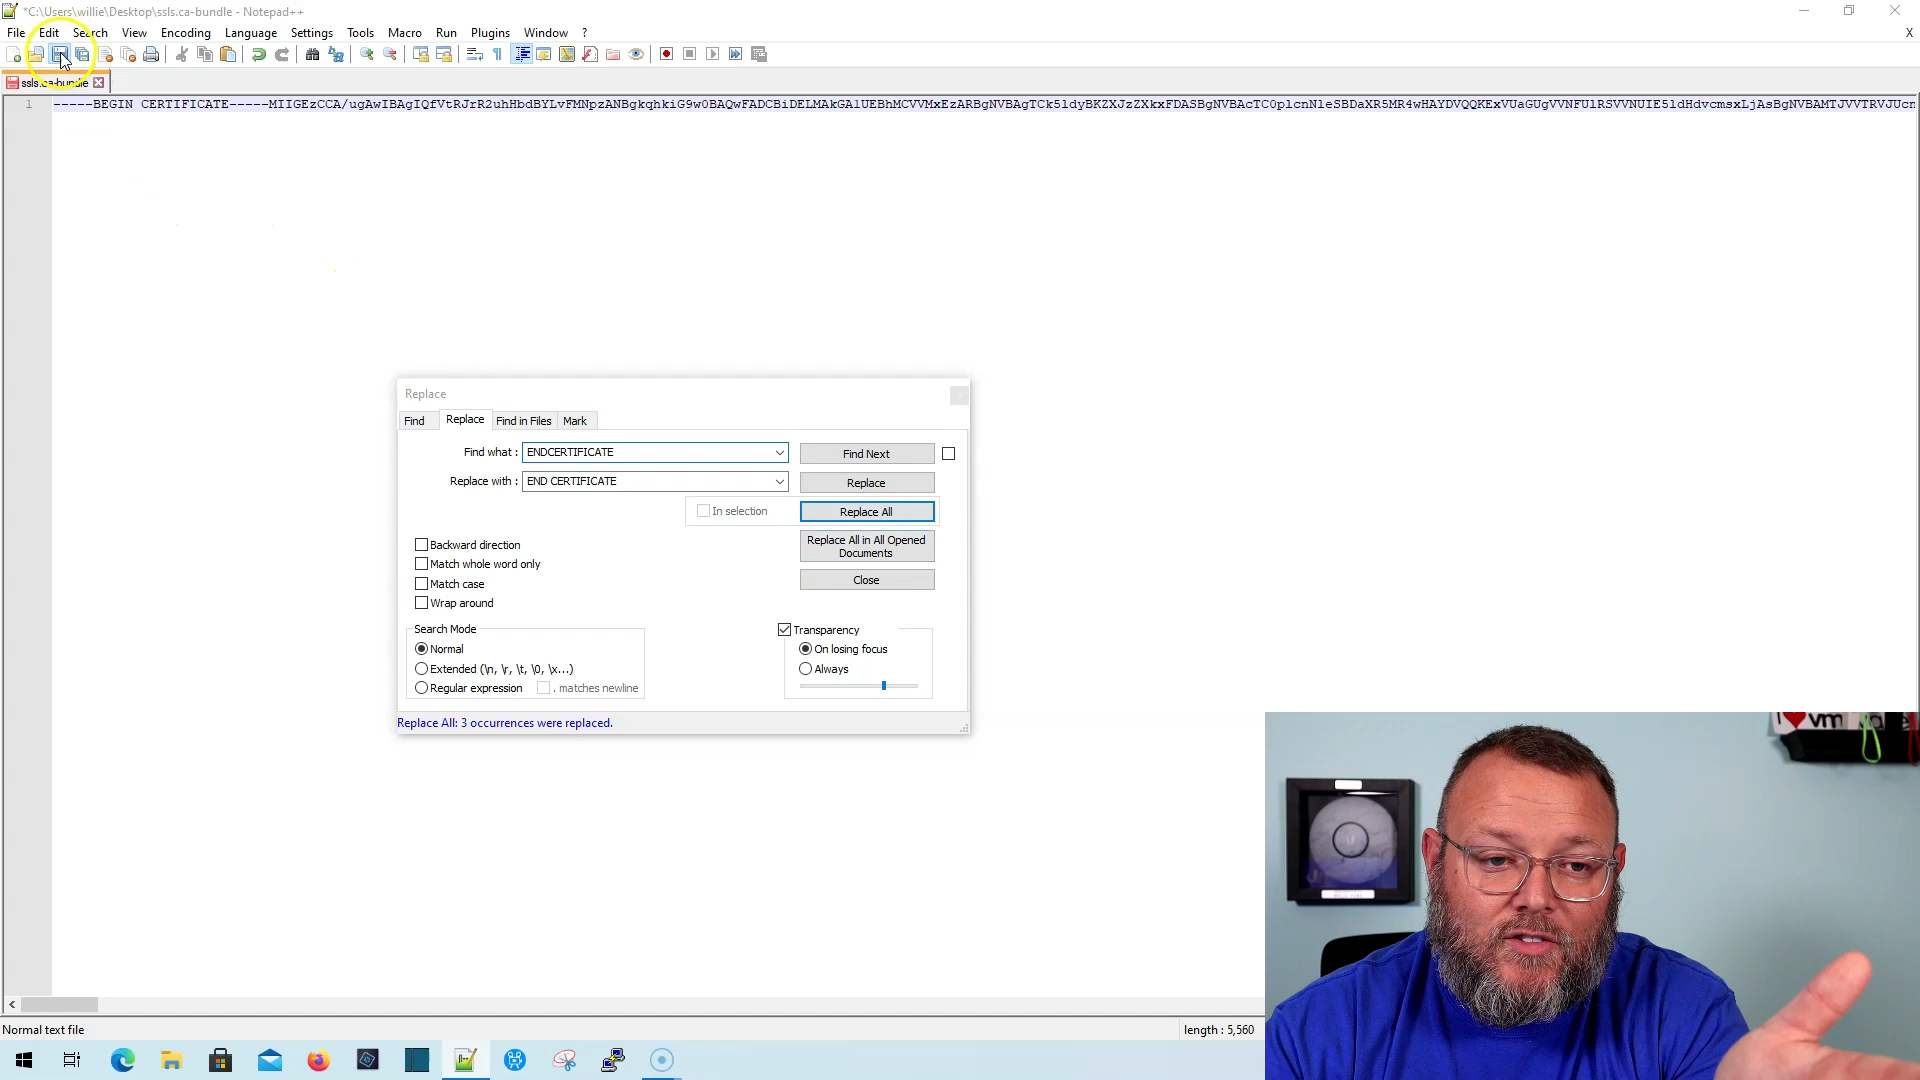 *C:\Users\willie\Desktop\ssls.ca-bundle - Notepad++
File Edit Search View Encoding Language Settings Tools Macro Run Plugins Window ? X
ssls.ca-bundle
1 -----BEGIN CERTIFICATE-----MIIGEzCCA/ugAwIBAgIQfVtRJrR2uhHbdBYLvFMNpzANBgkqhkiG9w0BAQwFADCBiDELMAkGA1UEBhMCVVMxEzARBgNVBAgTCk5ldyBKZXJzZXkxFDASBgNVBAcTC0plcnNleSBDaXR5MR4wHAYDVQQKExVUaGUgVVNFUlRSVVNUIE5ldHdvcmsxLjAsBgNVBAMTJVVTRVJUcn
Replace
Find Replace Find in Files Mark
Find what : ENDCERTIFICATE Find Next
Replace with : END CERTIFICATE Replace
In selection Replace All
Replace All in All Opened
Documents
Close
Backward direction
Match whole word only
Match case
Wrap around
Search Mode
Normal
Extended (\n, \r, \t, \0, \x...)
Regular expression . matches newline
Transparency
On losing focus
Always
Replace All: 3 occurrences were replaced.
I vm
Normal text file length : 5,560